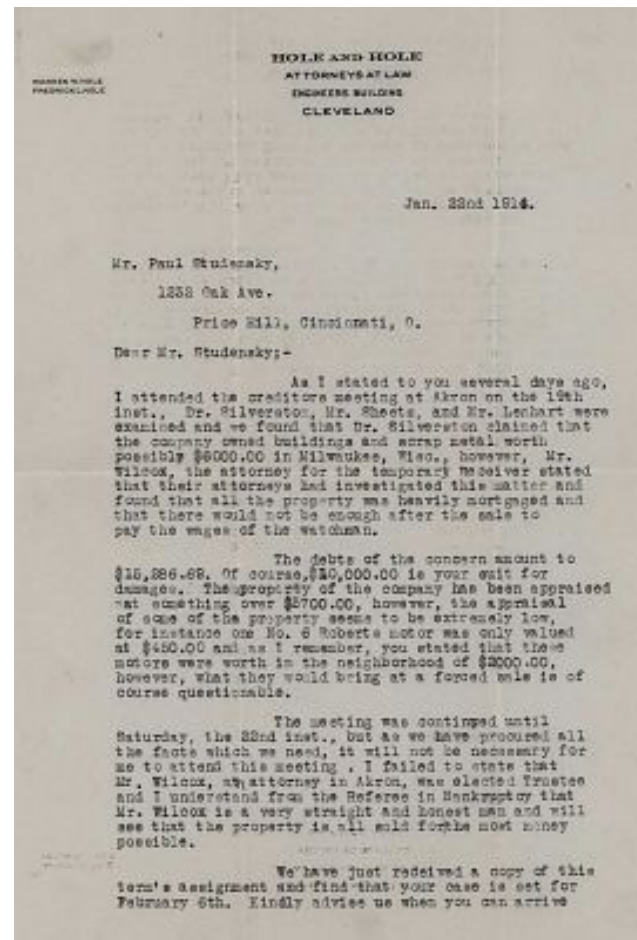 HOLE AND HOLE
ATTORNEYS AT LAW
ENGINEERS BUILDING
CLEVELAND
WARREN W. HOLE
FREDRICK L. HOLE
Jan. 22nd 1914.
Mr. Paul Studensky,
1232 Oak Ave.
Price Hill, Cincinnati, O.
Dear Mr. Studensky;-
As I stated to you several days ago,
I attended the creditors meeting at Akron on the 19th
inst., Dr. Silverston, Mr. Sheets, and Mr. Lenhart were
examined and we found that Dr. Silverston claimed that
the company owned buildings and scrap metal worth
possibly $6000.00 in Milwaukee, Wisc., however, Mr.
Wilcox, the attorney for the temporary Receiver stated
that their attorneys had investigated this matter and
found that all the property was heavily mortgaged and
that there would not be enough after the sale to
pay the wages of the watchman.
The debts of the concern amount to
$15,286.69. Of course,$10,000.00 is your suit for
damages. The property of the company has been appraised
at something over $5700.00, however, the appraisal
of some of the property seems to be extremely low,
for instance one No. 6 Roberts motor was only valued
at $450.00 and as I remember, you stated that these
motors were worth in the neighborhood of $2000.00,
however, what they would bring at a forced sale is of
course questionable.
The meeting was continued until
Saturday, the 22nd inst., but as we have procured all
the facts which we need, it will not be necessary for
me to attend this meeting . I failed to state that
Mr. Wilcox, an attorney in Akron, was elected Trustee
and I understand from the Referee in Bankruptcy that
Mr. Wilcox is a very straight and honest man and will
see that the property is all sold for the most money
possible.
We have just received a copy of this
term's assignment and find that your case is set for
February 6th. Kindly advise us when you can arrive